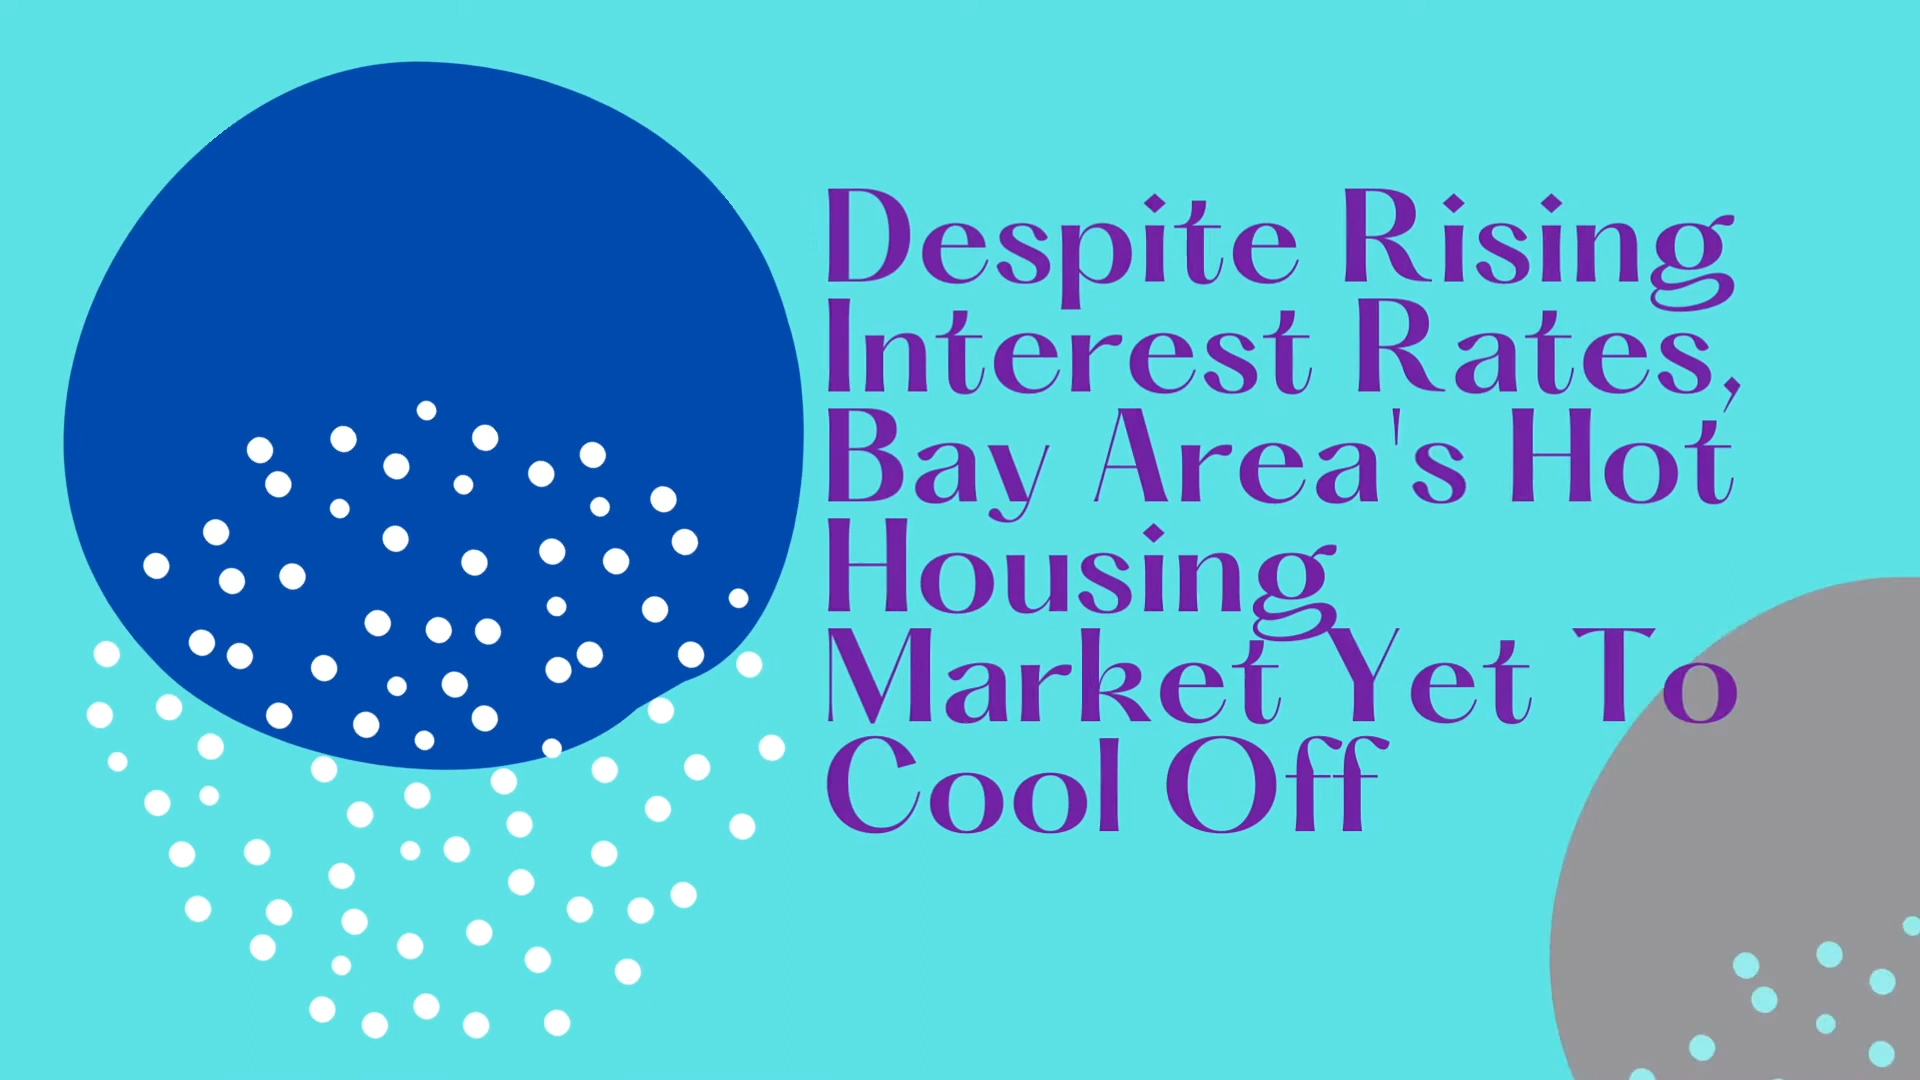 Despite Rising
Interest Rates,
Bay Area's Hot
Housing
Market Yet To
Cool Off